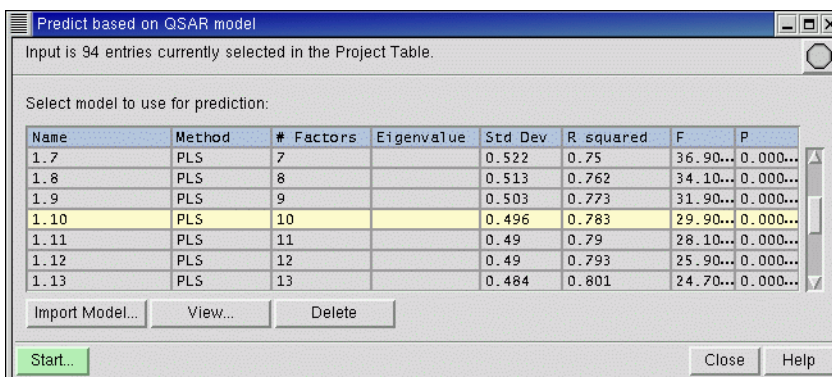 Predict based on QSAR model
Input is 94 entries currently selected in the Project Table.
Select model to use for prediction:
Name Method # Factors Eigenvalue Std Dev R squared F P
1.7 PLS 7 0.522 0.75 36.90... 0.000...
1.8 PLS 8 0.513 0.762 34.10... 0.000...
1.9 PLS 9 0.503 0.773 31.90... 0.000...
1.10 PLS 10 0.496 0.783 29.90... 0.000...
1.11 PLS 11 0.49 0.79 28.10... 0.000...
1.12 PLS 12 0.49 0.793 25.90... 0.000...
1.13 PLS 13 0.484 0.801 24.70... 0.000...
Import Model... View... Delete
Start... Close Help